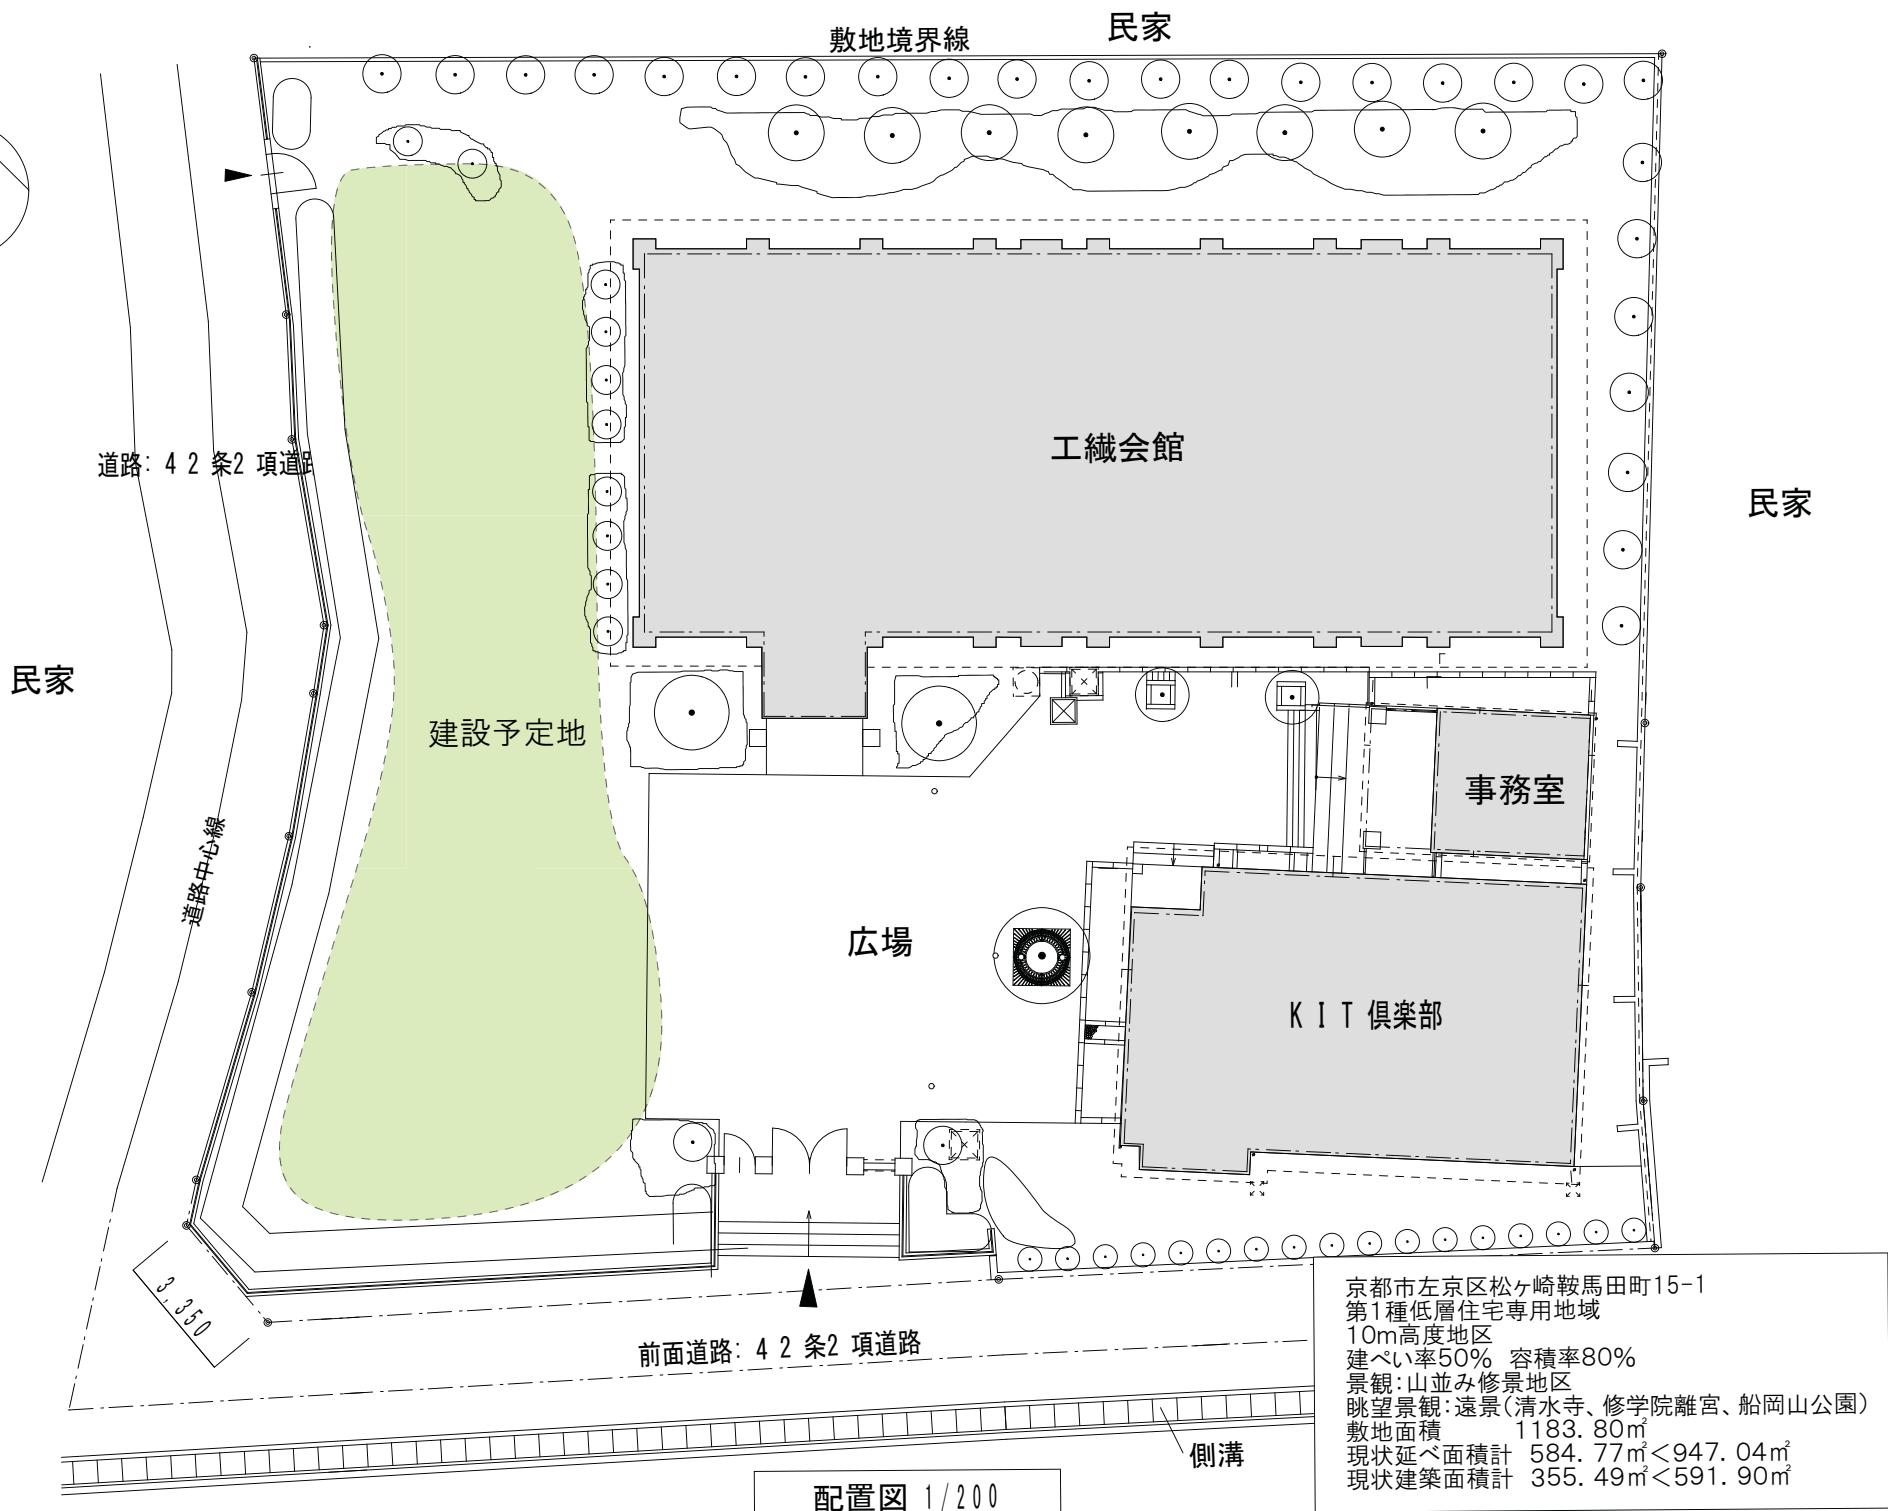 民家
敷地境界線
道路：４２条2項道路
工繊会館
民家
民家
建設予定地
事務室
道路中心線
広場
ＫＩＴ倶楽部
3,350
前面道路：４２条2項道路
京都市左京区松ヶ崎鞍馬田町15-1
第1種低層住宅専用地域
10m高度地区
建ぺい率50%　容積率80%
景観：山並み修景地区
眺望景観：遠景（清水寺、修学院離宮、船岡山公園）
敷地面積　　　1183.80㎡
現状延べ面積計　584.77㎡＜947.04㎡
現状建築面積計　355.49㎡＜591.90㎡
側溝
配置図 1/200